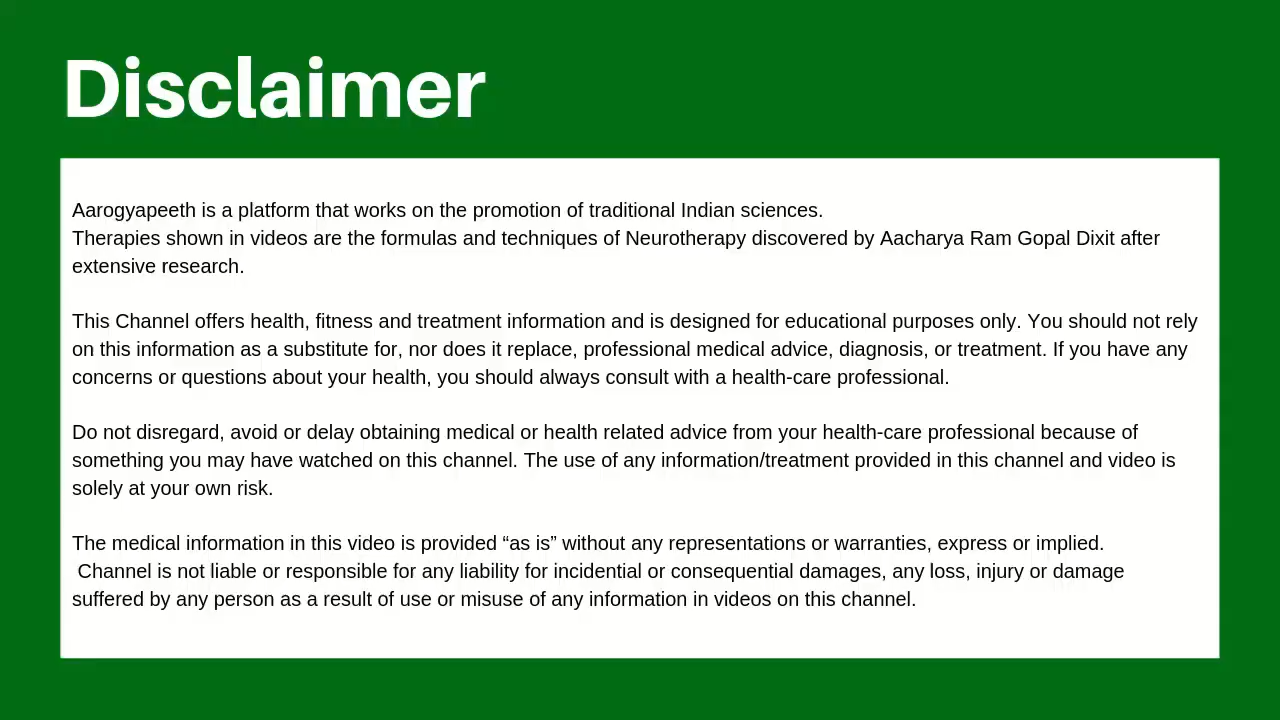 Disclaimer
Aarogyapeeth is a platform that works on the promotion of traditional Indian sciences.
Therapies shown in videos are the formulas and techniques of Neurotherapy discovered by Aacharya Ram Gopal Dixit after
extensive research.
This Channel offers health, fitness and treatment information and is designed for educational purposes only. You should not rely
on this information as a substitute for, nor does it replace, professional medical advice, diagnosis, or treatment. If you have any
concerns or questions about your health, you should always consult with a health-care professional.
Do not disregard, avoid or delay obtaining medical or health related advice from your health-care professional because of
something you may have watched on this channel. The use of any information/treatment provided in this channel and video is
solely at your own risk.
The medical information in this video is provided “as is” without any representations or warranties, express or implied.
Channel is not liable or responsible for any liability for incidential or consequential damages, any loss, injury or damage
suffered by any person as a result of use or misuse of any information in videos on this channel.